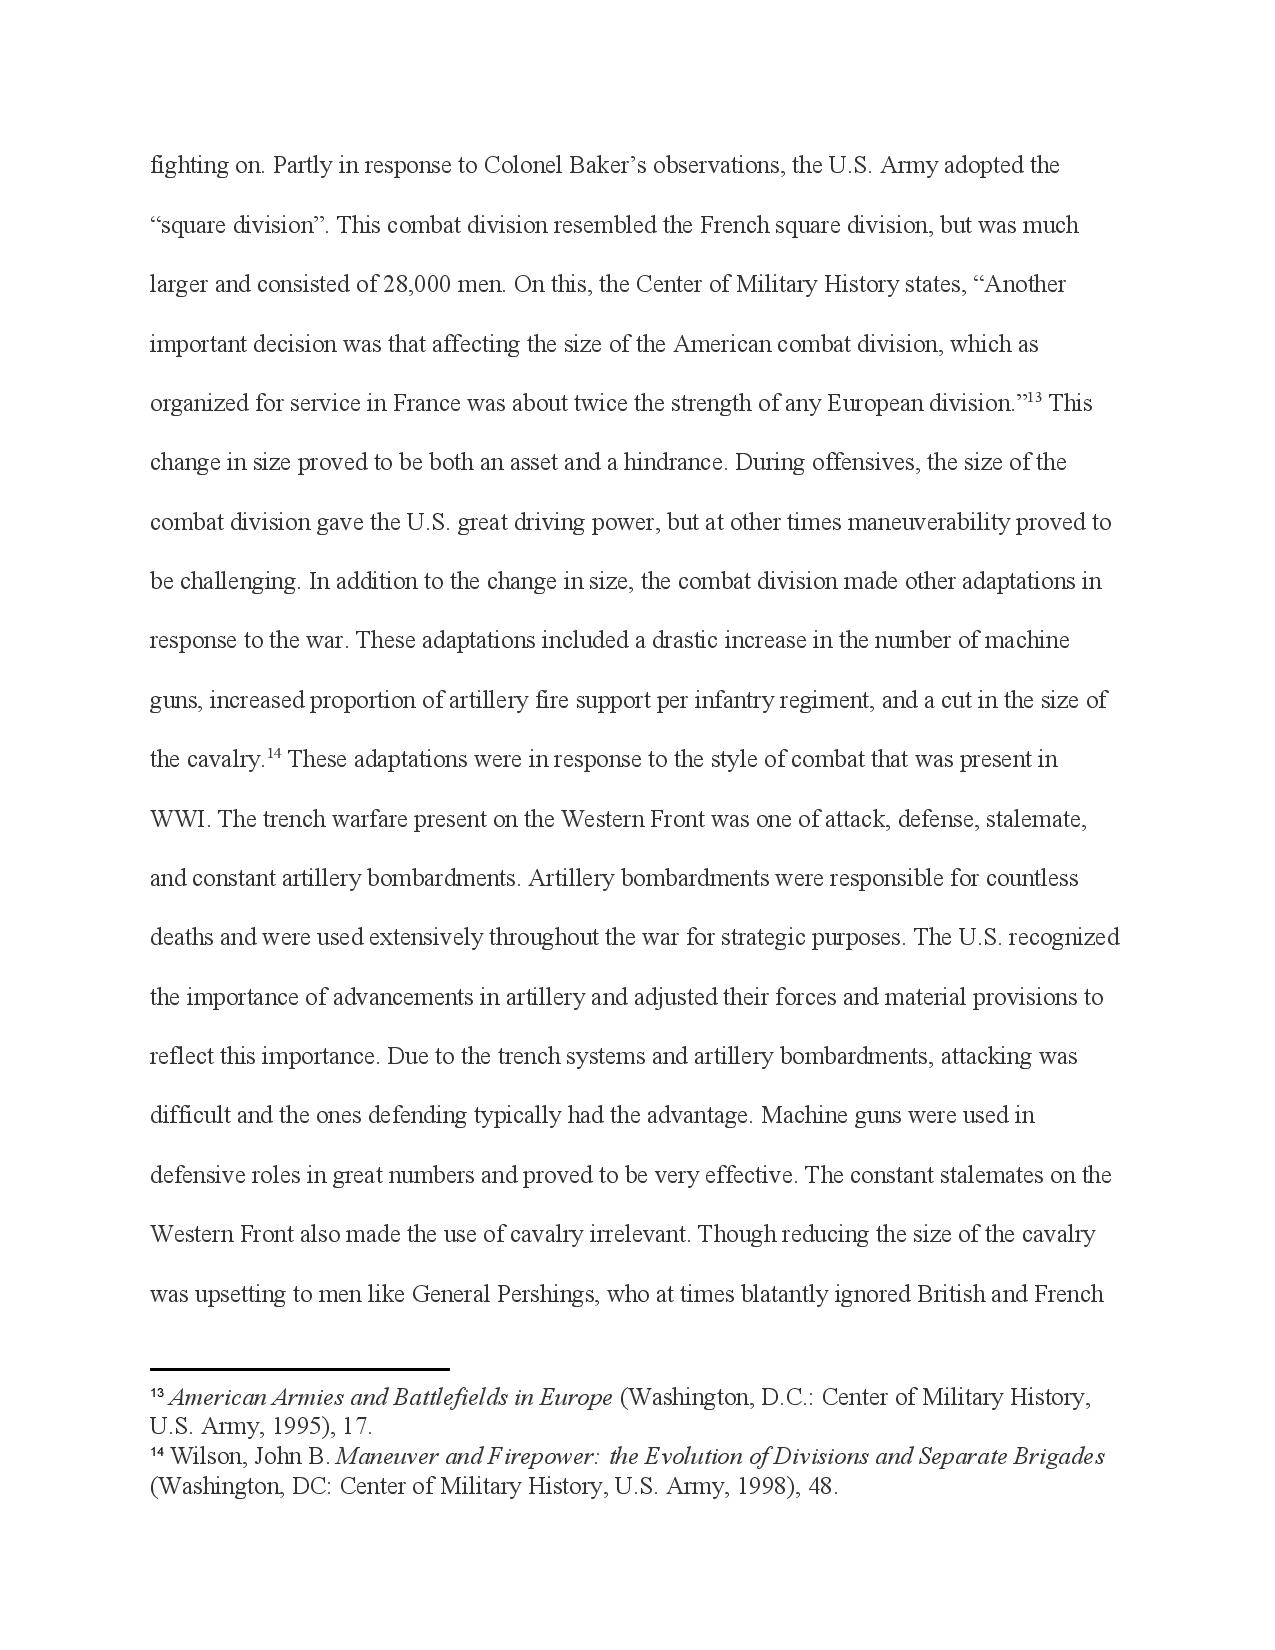 fighting on. Partly in response to Colonel Baker’s observations, the U.S. Army adopted the
“square division”. This combat division resembled the French square division, but was much
larger and consisted of 28,000 men. On this, the Center of Military History states, “Another
important decision was that affecting the size of the American combat division, which as
organized for service in France was about twice the strength of any European division.”¹³ This
change in size proved to be both an asset and a hindrance. During offensives, the size of the
combat division gave the U.S. great driving power, but at other times maneuverability proved to
be challenging. In addition to the change in size, the combat division made other adaptations in
response to the war. These adaptations included a drastic increase in the number of machine
guns, increased proportion of artillery fire support per infantry regiment, and a cut in the size of
the cavalry.¹⁴ These adaptations were in response to the style of combat that was present in
WWI. The trench warfare present on the Western Front was one of attack, defense, stalemate,
and constant artillery bombardments. Artillery bombardments were responsible for countless
deaths and were used extensively throughout the war for strategic purposes. The U.S. recognized
the importance of advancements in artillery and adjusted their forces and material provisions to
reflect this importance. Due to the trench systems and artillery bombardments, attacking was
difficult and the ones defending typically had the advantage. Machine guns were used in
defensive roles in great numbers and proved to be very effective. The constant stalemates on the
Western Front also made the use of cavalry irrelevant. Though reducing the size of the cavalry
was upsetting to men like General Pershings, who at times blatantly ignored British and French
¹³ American Armies and Battlefields in Europe (Washington, D.C.: Center of Military History,
U.S. Army, 1995), 17.
¹⁴ Wilson, John B. Maneuver and Firepower: the Evolution of Divisions and Separate Brigades
(Washington, DC: Center of Military History, U.S. Army, 1998), 48.